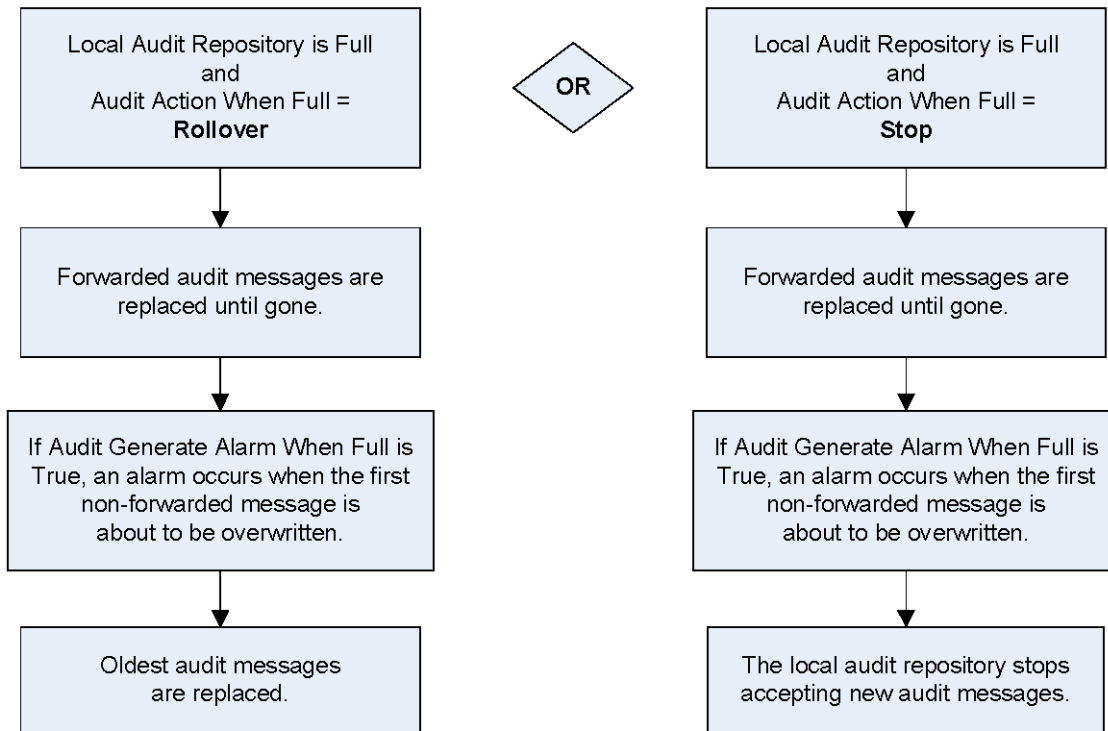 Local Audit Repository is Full
and
Audit Action When Full =
Rollover
OR
Local Audit Repository is Full
and
Audit Action When Full =
Stop
Forwarded audit messages are
replaced until gone.
Forwarded audit messages are
replaced until gone.
If Audit Generate Alarm When Full is
True, an alarm occurs when the first
non-forwarded message is
about to be overwritten.
If Audit Generate Alarm When Full is
True, an alarm occurs when the first
non-forwarded message is
about to be overwritten.
Oldest audit messages
are replaced.
The local audit repository stops
accepting new audit messages.